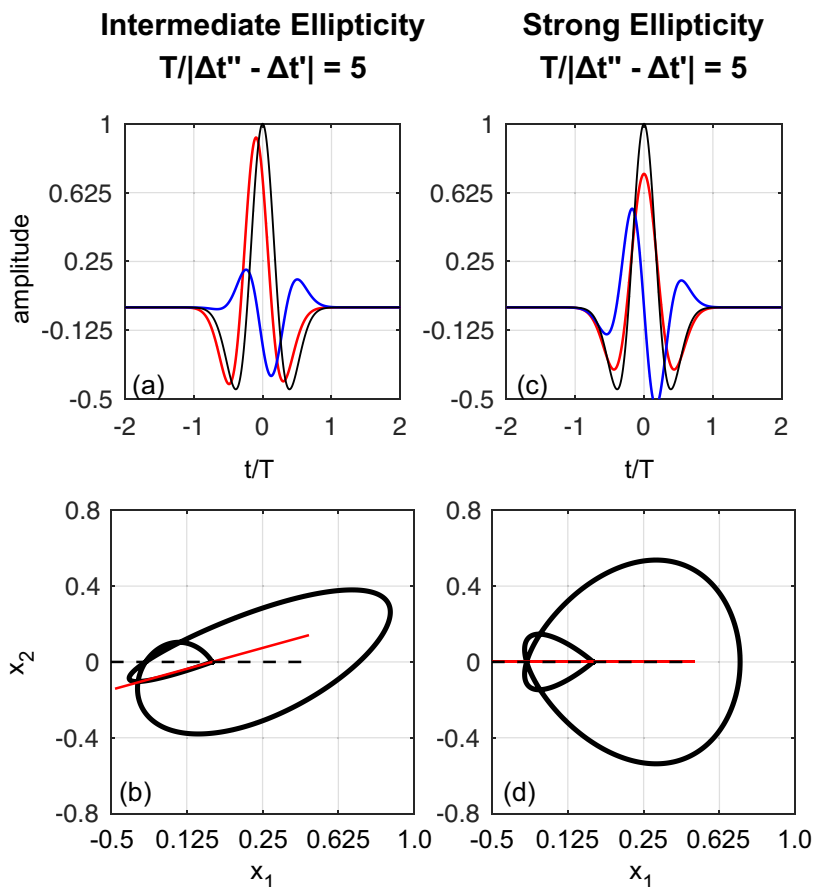 Intermediate Ellipticity
T/|Δt" - Δt'| = 5
Strong Ellipticity
T/|Δt" - Δt'| = 5
amplitude
1
0.625
0.25
-0.125
-0.5
(a)
-2
-1
0
1
2
t/T
1
0.625
0.25
-0.125
-0.5
(c)
-2
-1
0
1
2
t/T
x2
0.8
0.4
0
-0.4
-0.8
(b)
-0.5
0.125
0.25
0.625
1.0
x1
0.8
0.4
0
-0.4
-0.8
(d)
-0.5
0.125
0.25
0.625
1.0
x1